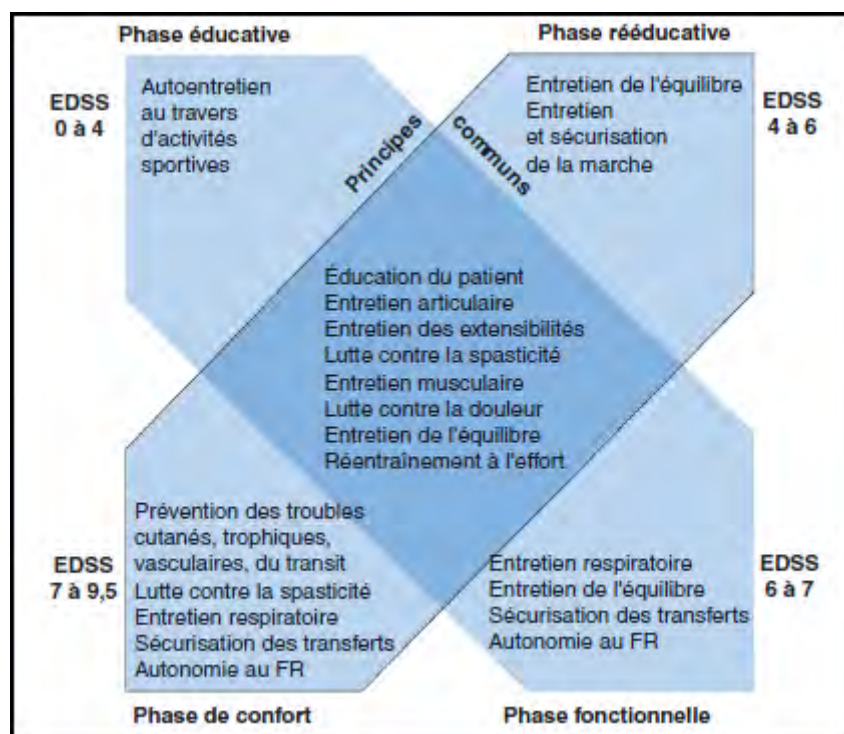 Phase éducative
EDSS
0 à 4
Autoentretien
au travers
d'activités
sportives
Phase rééducative
Entretien de l'équilibre
Entretien
et sécurisation
de la marche
EDSS
4 à 6
Principes
communs
Éducation du patient
Entretien articulaire
Entretien des extensibilités
Lutte contre la spasticité
Entretien musculaire
Lutte contre la douleur
Entretien de l'équilibre
Réentraînement à l'effort
EDSS
7 à 9,5
Prévention des troubles
cutanés, trophiques,
vasculaires, du transit
Lutte contre la spasticité
Entretien respiratoire
Sécurisation des transferts
Autonomie au FR
Phase de confort
Entretien respiratoire
Entretien de l'équilibre
Sécurisation des transferts
Autonomie au FR
EDSS
6 à 7
Phase fonctionnelle